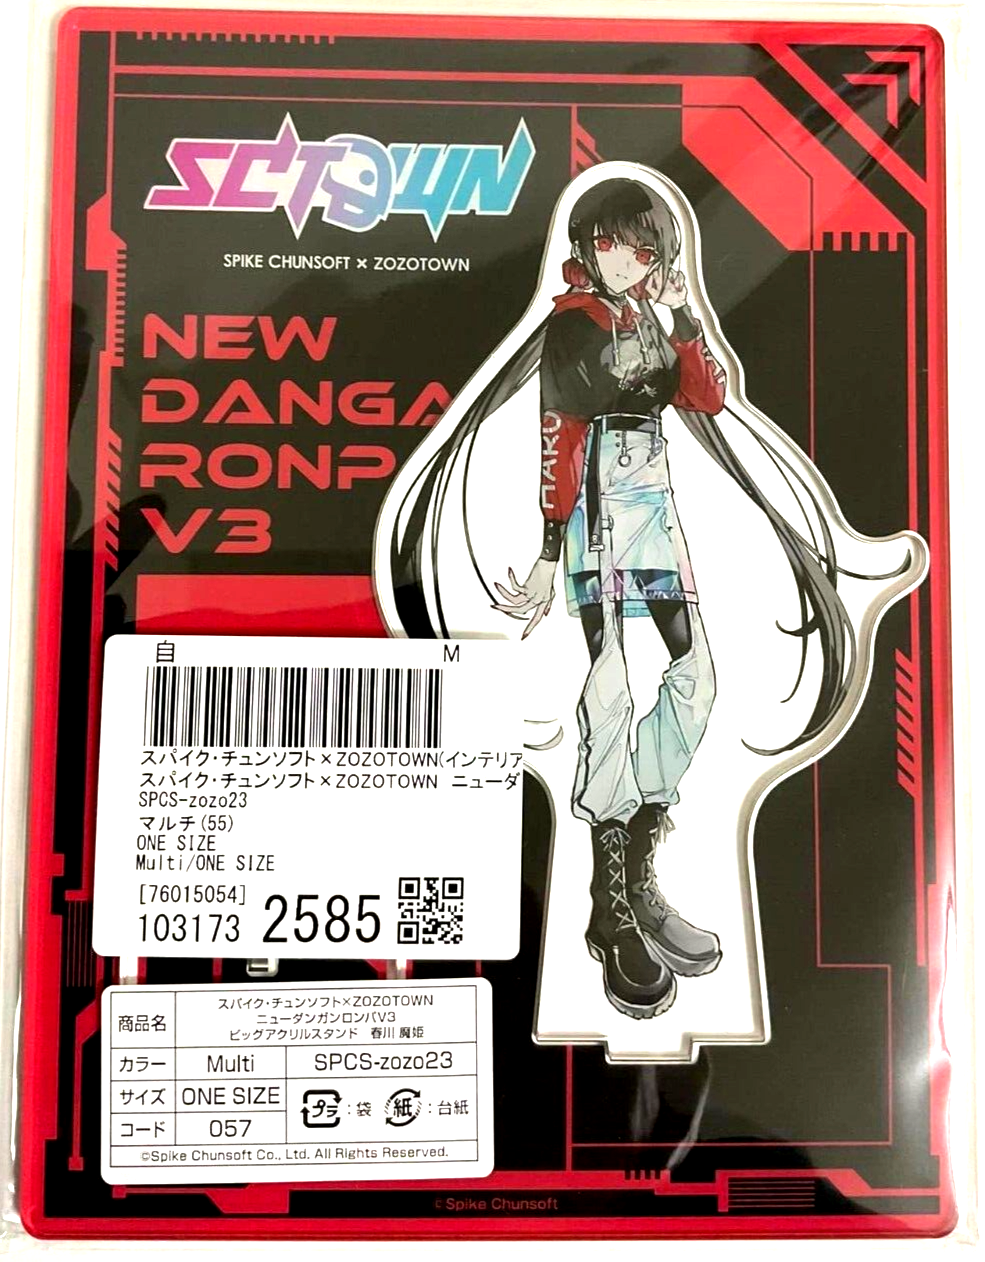 SCTOWN
SPIKE CHUNSOFT × ZOZOTOWN
NEW
DANGA
RONP
V3
HARU
自 M
スパイク・チュンソフト×ZOZOTOWN(インテリア
スパイク・チュンソフト×ZOZOTOWN ニューダ
SPCS-zozo23
マルチ(55)
ONE SIZE
Multi/ONE SIZE
[76015054]
103173 2585
商品名 スパイク・チュンソフト×ZOZOTOWN
ニューダンガンロンパV3
ビッグアクリルスタンド 春川 魔姫
カラー Multi SPCS-zozo23
サイズ ONE SIZE プラ:袋 紙:台紙
コード 057
©Spike Chunsoft Co., Ltd. All Rights Reserved.
©Spike Chunsoft